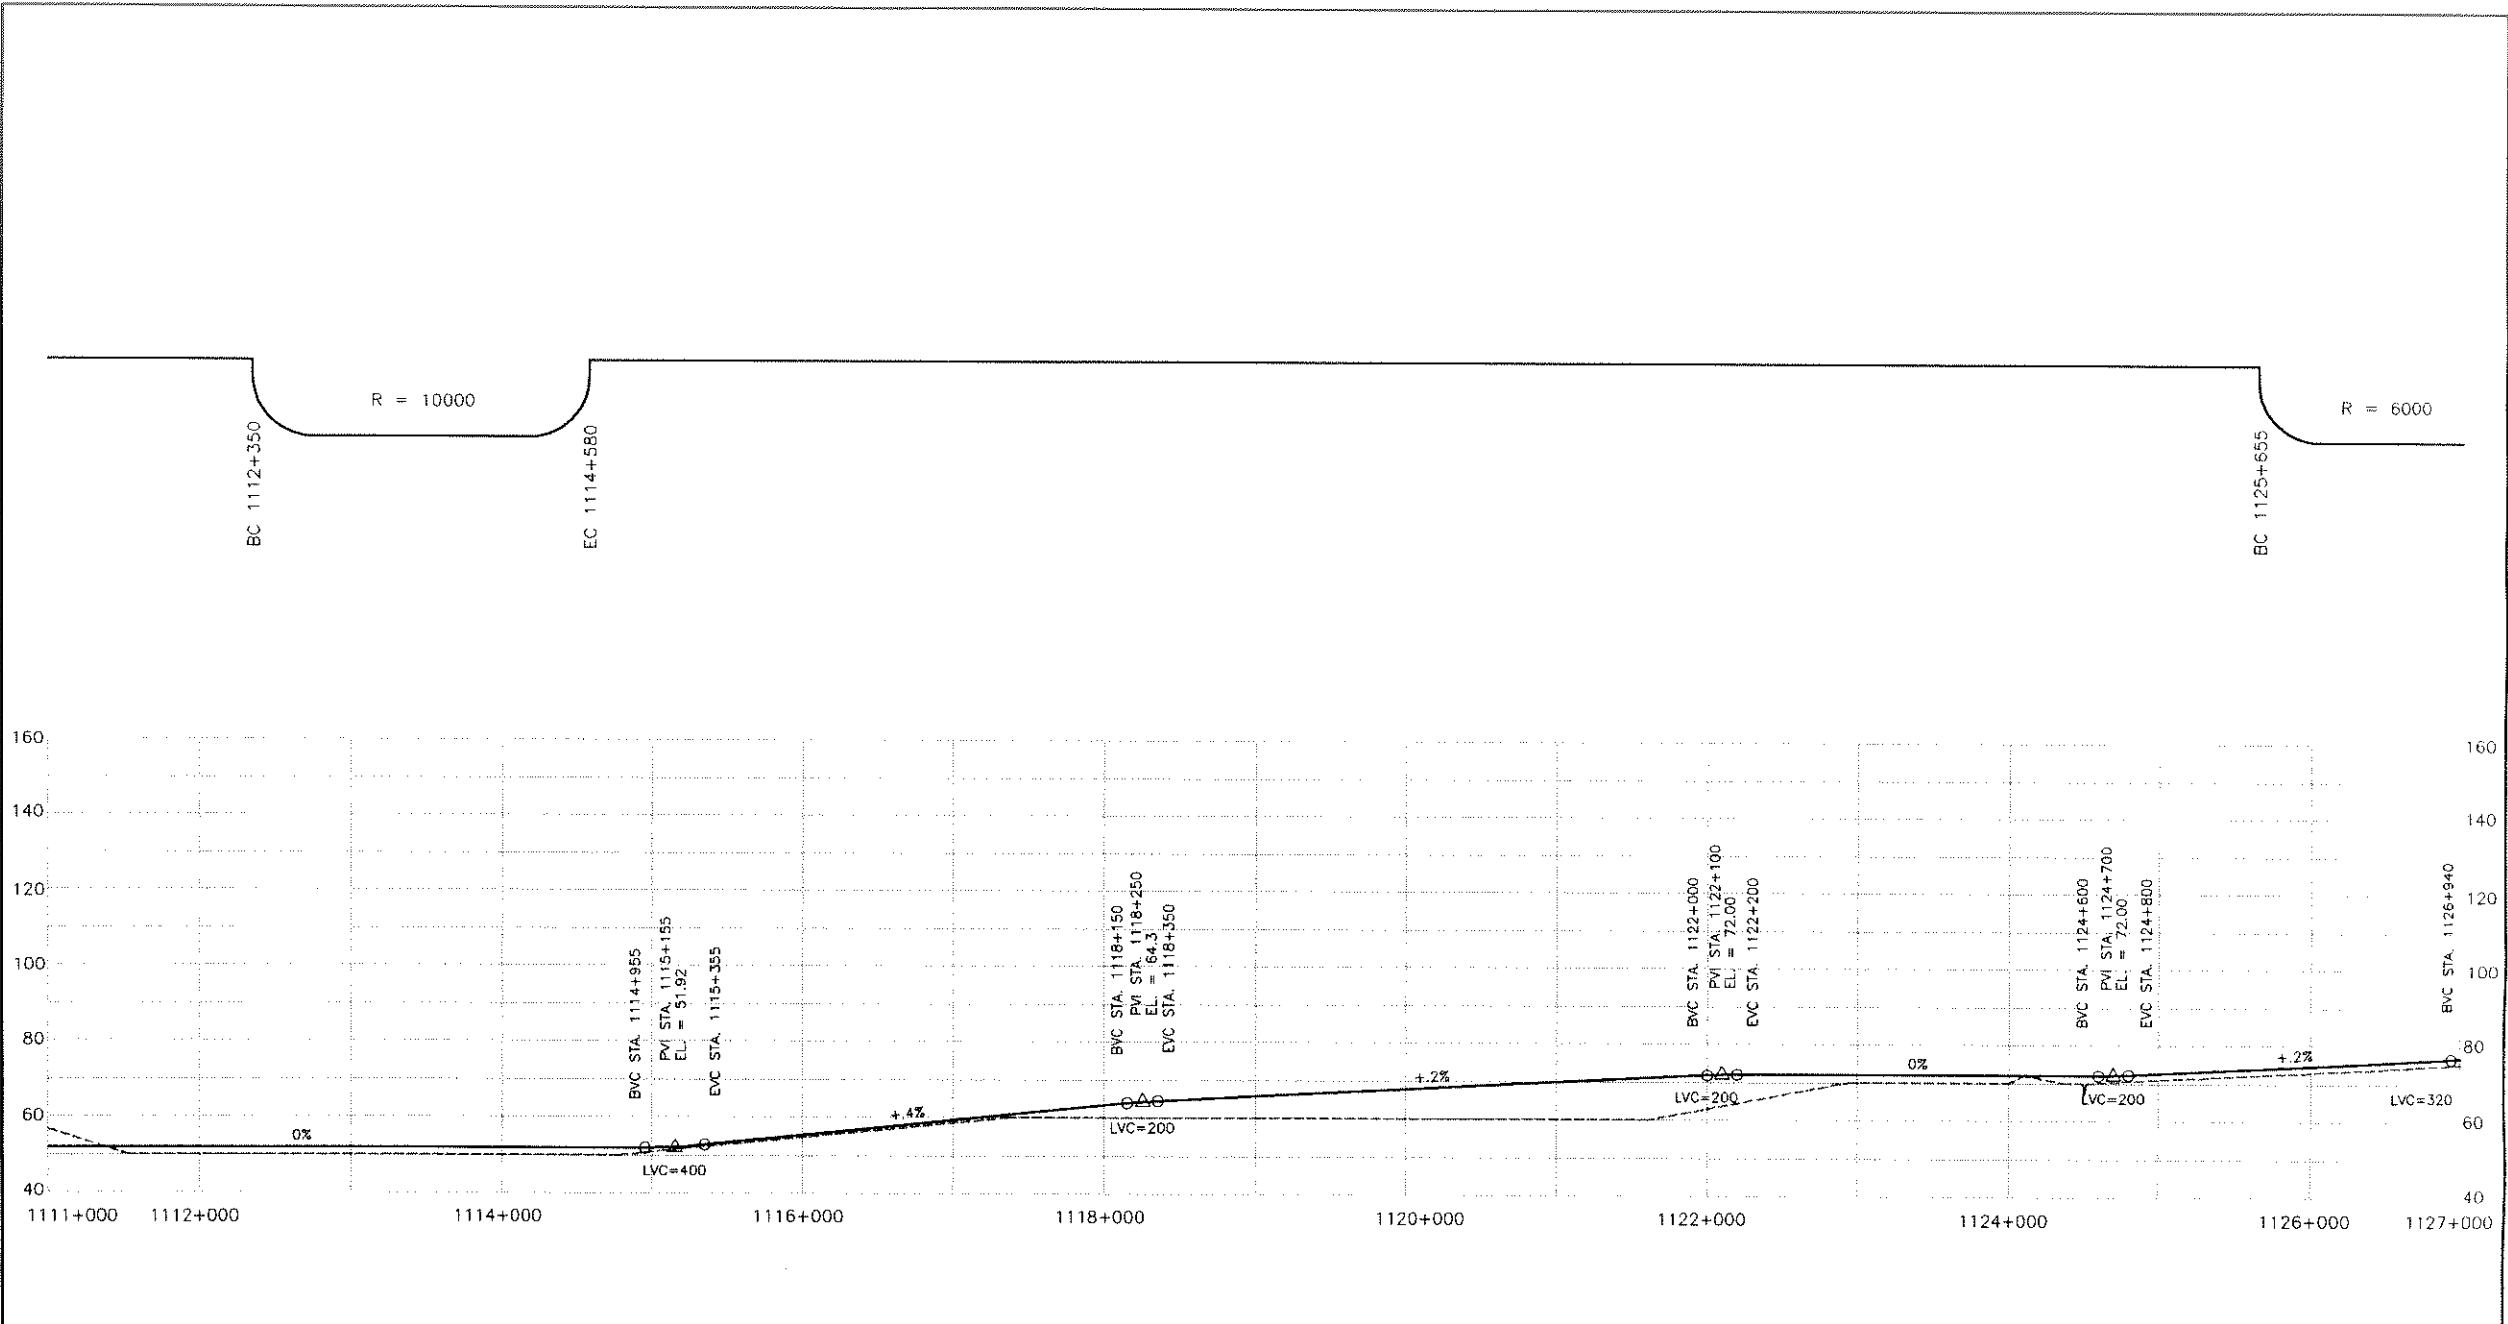 R = 10000
R = 6000
BC 1112+350
EC 1114+580
BC 1125+655
160
160
140
140
120
120
100
100
80
80
60
60
40
40
BVC STA. 1114+955
PVI STA. 1115+155
EL. = 51.92
EVC STA. 1115+355
BVC STA. 1118+150
PVI STA. 1118+250
EL. = 64.3
EVC STA. 1118+350
BVC STA. 1122+000
PVI STA. 1122+100
EL. = 72.00
EVC STA. 1122+200
BVC STA. 1124+600
PVI STA. 1124+700
EL. = 72.00
EVC STA. 1124+800
BVC STA. 1126+940
0%
+.4%
+.2%
0%
+.2%
LVC=400
LVC=200
LVC=200
LVC=200
LVC=320
1111+000
1112+000
1114+000
1116+000
1118+000
1120+000
1122+000
1124+000
1126+000
1127+000